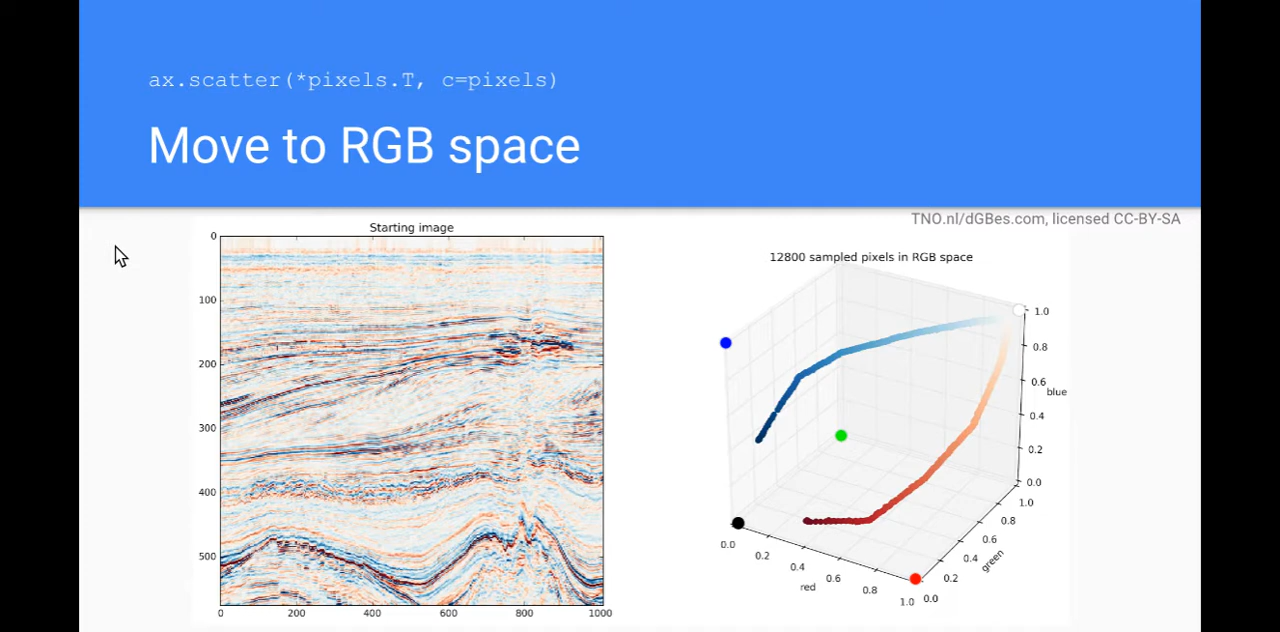 ax.scatter(*pixels.T, c=pixels)
Move to RGB space
TNO.nl/dGBes.com, licensed CC-BY-SA
Starting image
0
100
200
300
400
500
0 200 400 600 800 1000
12800 sampled pixels in RGB space
1.0
0.8
0.6
blue
0.4
0.2
0.0
1.0
0.8
0.6
green
0.4
0.2
0.0
0.0
0.2
0.4
red
0.6
0.8
1.0